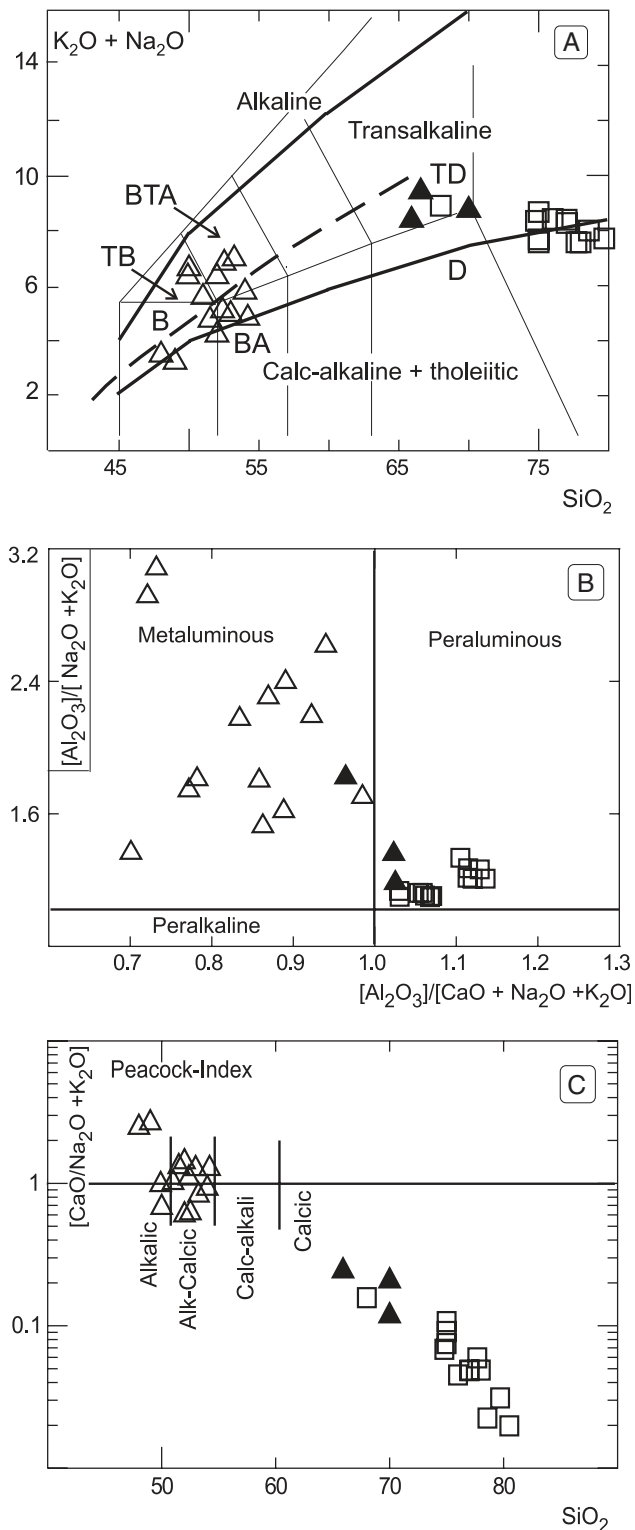 K₂O + Na₂O
A
14
10
6
2
Alkaline
Transalkaline
BTA
TD
TB
D
B
BA
Calc-alkaline + tholeiitic
45 55 65 75
SiO₂
[Al₂O₃]/[ Na₂O +K₂O]
B
3.2
2.4
1.6
Metaluminous
Peraluminous
Peralkaline
0.7 0.8 0.9 1.0 1.1 1.2 1.3
[Al₂O₃]/[CaO + Na₂O +K₂O]
[CaO/Na₂O +K₂O]
Peacock-Index
C
1
0.1
Alkalic
Alk-Calcic
Calc-alkali
Calcic
50 60 70 80
SiO₂